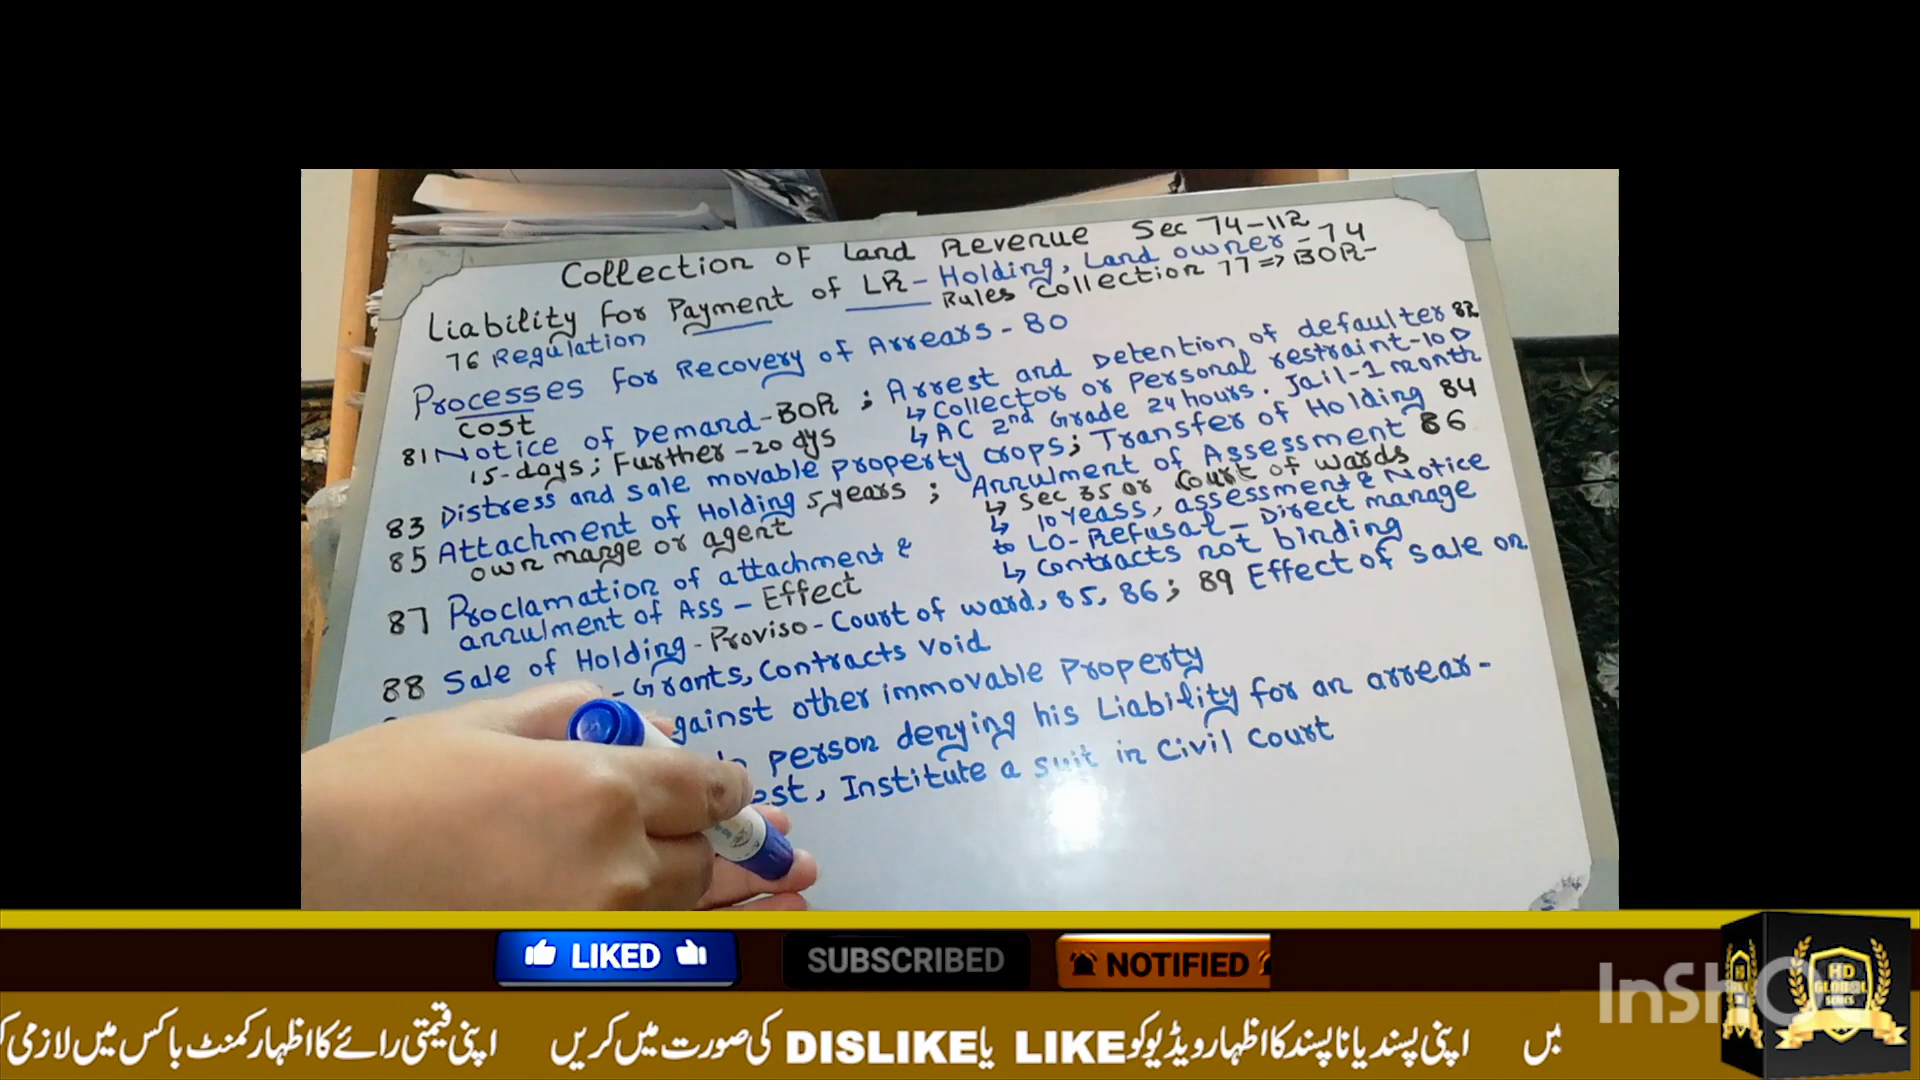 Collection of Land Revenue Sec 74-112
Liability for Payment of LR - Holding, Land owner - 74
76 Regulation Rules Collection 77 => BOR-
Processes for Recovery of Arrears - 80
cost
81 Notice of Demand - BOR ; Arrest and Detention of defaulter 82
15-days; Further - 20 dys
↳ Collector or Personal restraint - 10 D
↳ AC 2nd Grade 24 hours. Jail - 1 month
83 Distress and sale movable property crops; Transfer of Holding 84
85 Attachment of Holding 5 years ; Annulment of Assessment 86
own mange or agent
↳ Sec 35 or Court of wards
↳ 10 Yeass, assessment & Notice
to LO - Refusal - Direct manage
↳ Contracts not binding
87 Proclamation of attachment &
annulment of Ass - Effect
88 Sale of Holding - Proviso - Court of ward, 85, 86 ; 89 Effect of sale on
- Grants, Contracts void
gainst other immovable Property
person denying his Liability for an arrear -
est, Institute a suit in Civil Court
LIKED
SUBSCRIBED
NOTIFIED
InSh
HD
GLOBAL
SERIES
اپنی پسند یا ناپسند کا اظہار ویڈیو کو LIKE یا DISLIKE کی صورت میں کریں
اپنی قیمتی رائے کا اظہار کمنٹ باکس میں لازمی